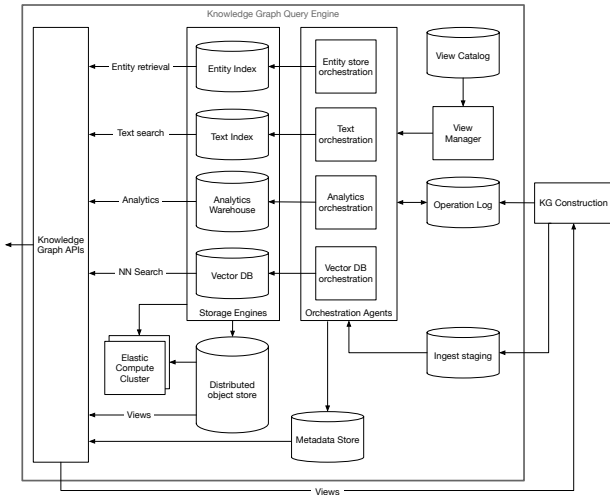 Knowledge Graph Query Engine
Entity retrieval
Entity Index
Entity store
orchestration
View Catalog
Text search
Text Index
Text
orchestration
View
Manager
Analytics
Analytics
Warehouse
Analytics
orchestration
Operation Log
KG Construction
Knowledge
Graph APIs
NN Search
Vector DB
Vector DB
orchestration
Storage Engines
Orchestration Agents
Elastic
Compute
Cluster
Distributed
object store
Ingest staging
Views
Metadata Store
Views